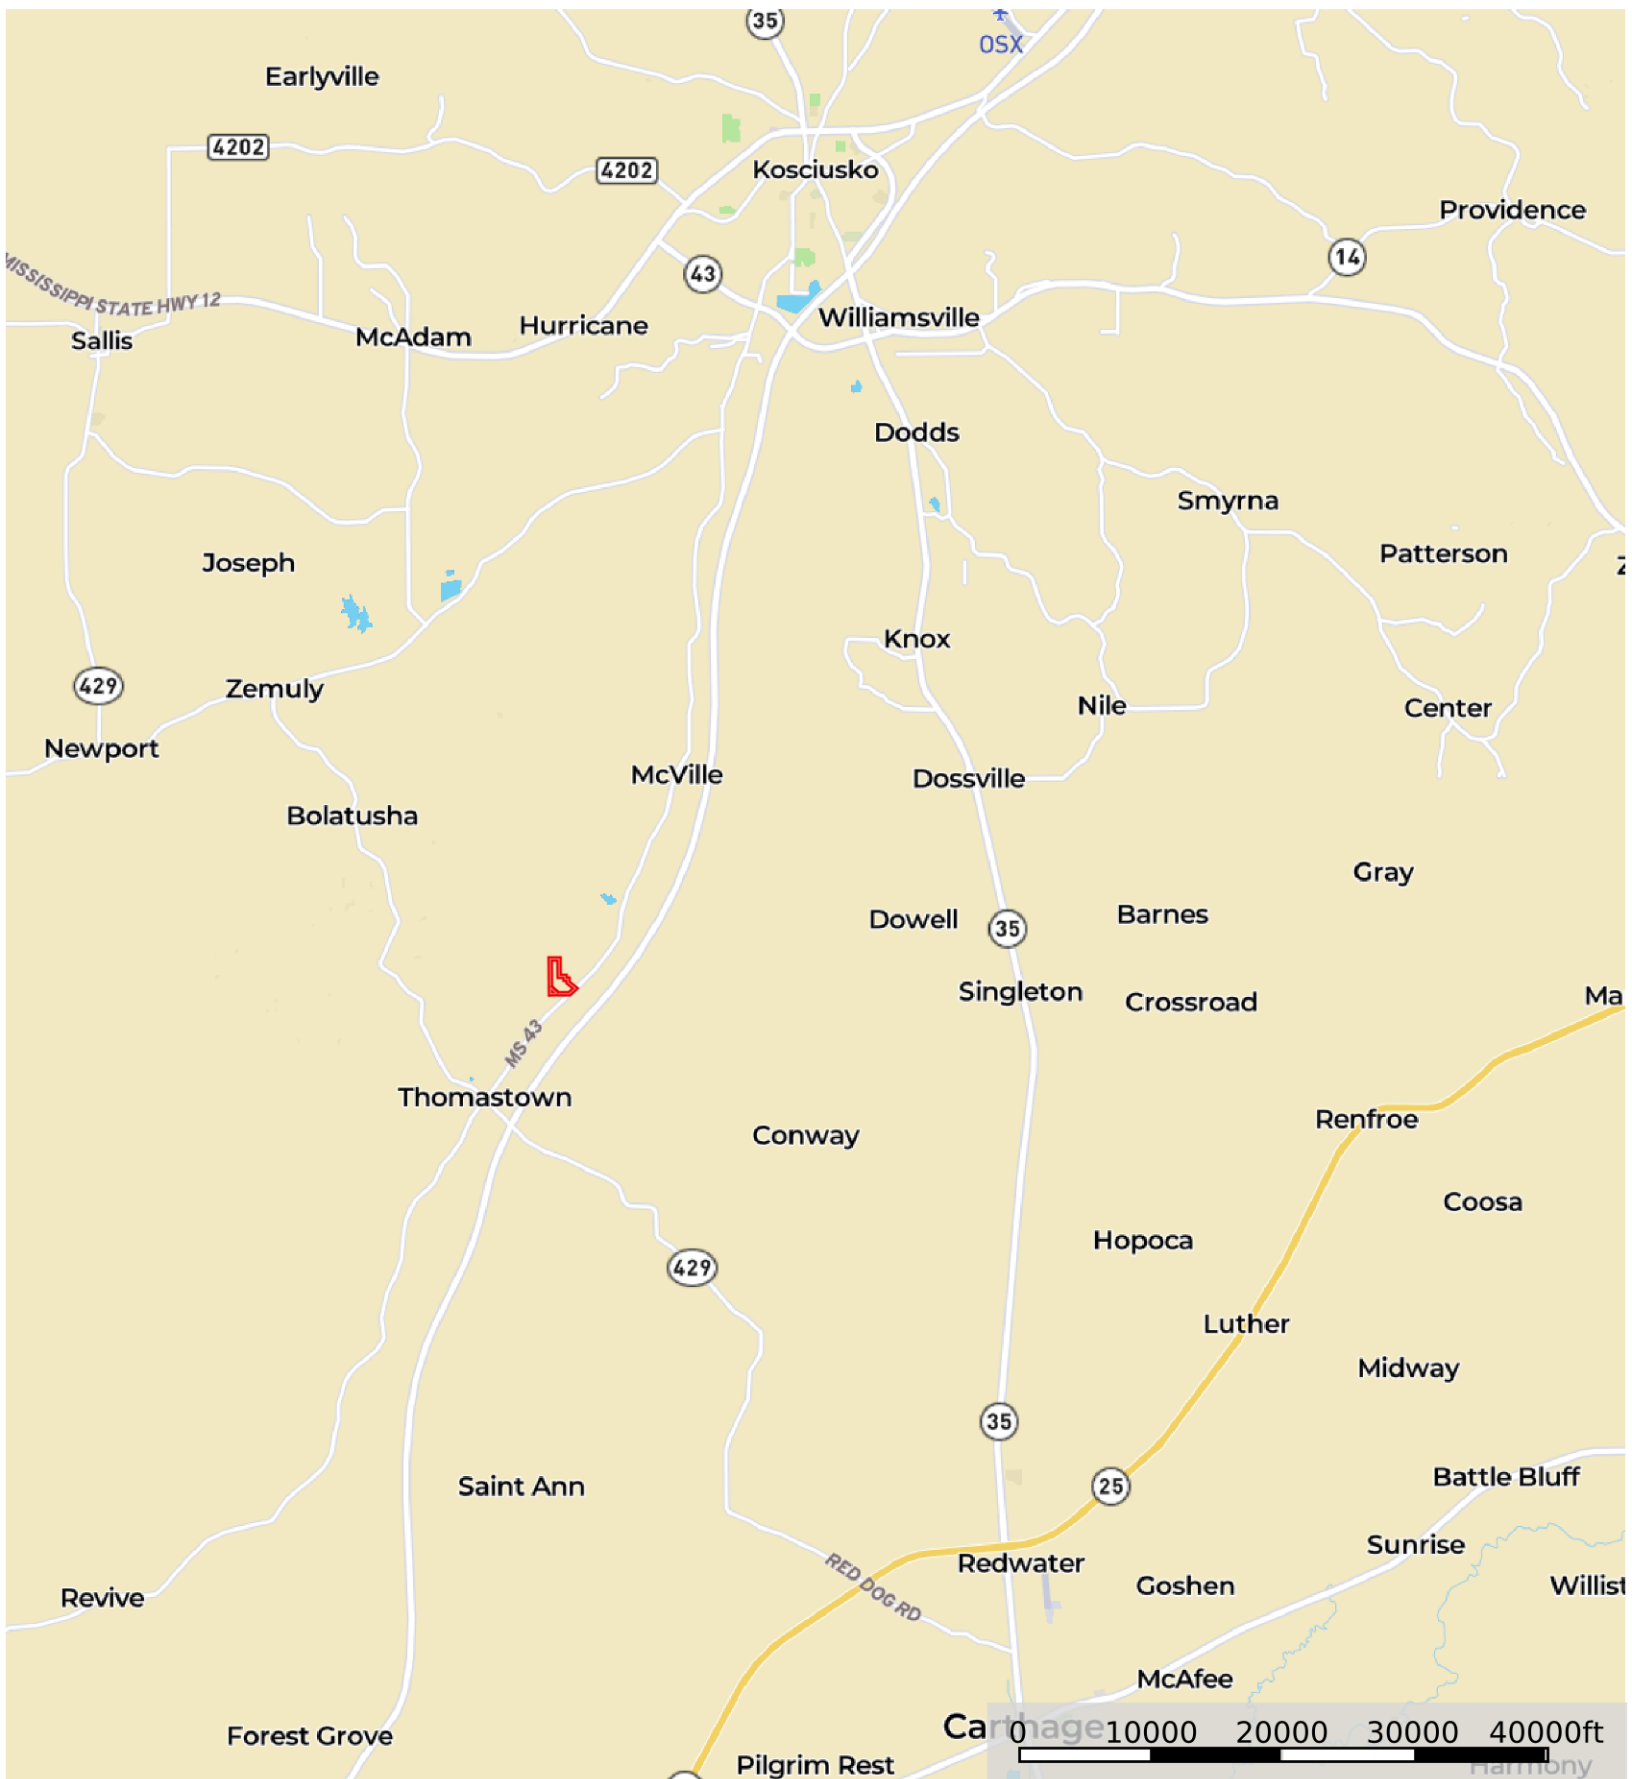 35
OSX
Earlyville
4202
4202
Kosciusko
Providence
14
43
MISSISSIPPI STATE HWY 12
Williamsville
Hurricane
McAdam
Sallis
Dodds
Smyrna
Patterson
Z
Joseph
Knox
429
Zemuly
Nile
Center
Newport
McVille
Dossville
Bolatusha
Gray
Dowell
35
Barnes
Singleton
Crossroad
Ma
MS 43
Thomastown
Renfroe
Conway
Coosa
Hopoca
429
Luther
Midway
35
Saint Ann
25
Battle Bluff
Sunrise
Redwater
RED DOG RD
Goshen
Willist
Revive
McAfee
Carthage
Forest Grove
0 10000 20000 30000 40000ft
Pilgrim Rest
Harmony